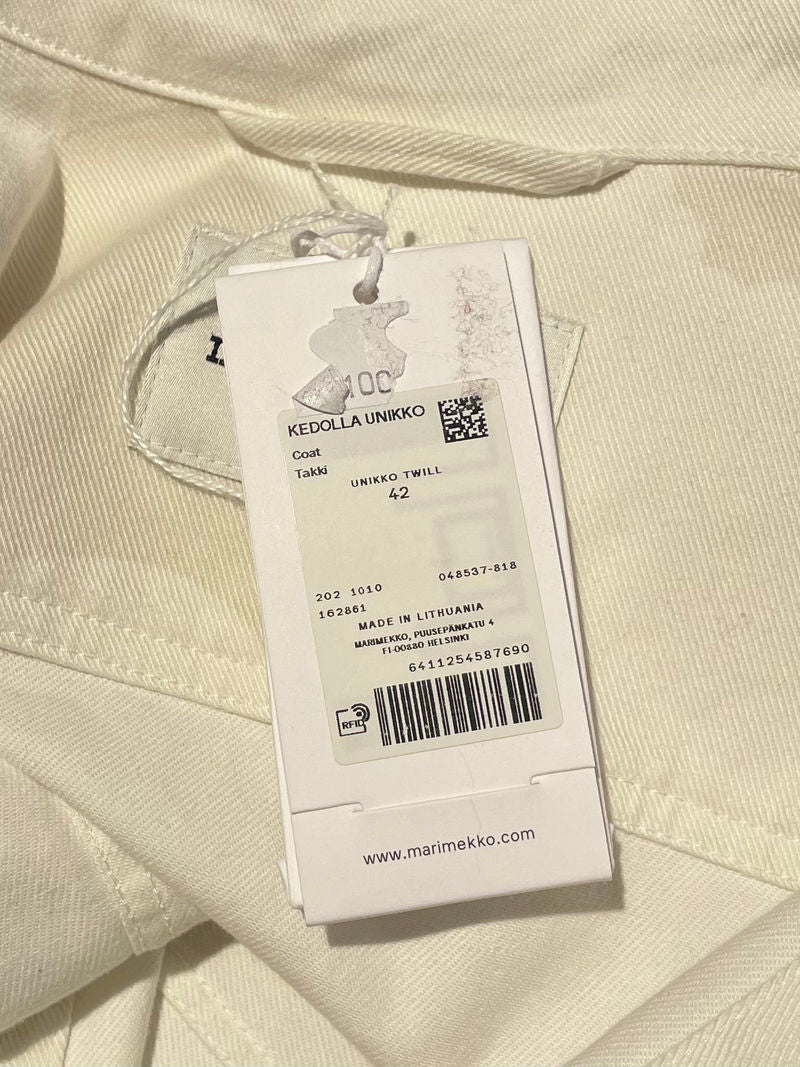 100
KEDOLLA UNIKKO
Coat
Takki
UNIKKO TWILL
42
202 1010
048537-818
162861
MADE IN LITHUANIA
MARIMEKKO, PUUSEPÄNKATU 4
FI-00880 HELSINKI
6411254587690
RFID
www.marimekko.com